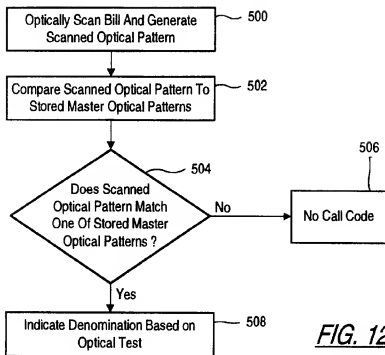 Optically Scan Bill And Generate
Scanned Optical Pattern
500
Compare Scanned Optical Pattern To
Stored Master Optical Patterns
502
504
Does Scanned
Optical Pattern Match
One Of Stored Master
Optical Patterns ?
No
506
No Call Code
Yes
Indicate Denomination Based on
Optical Test
508
FIG. 12